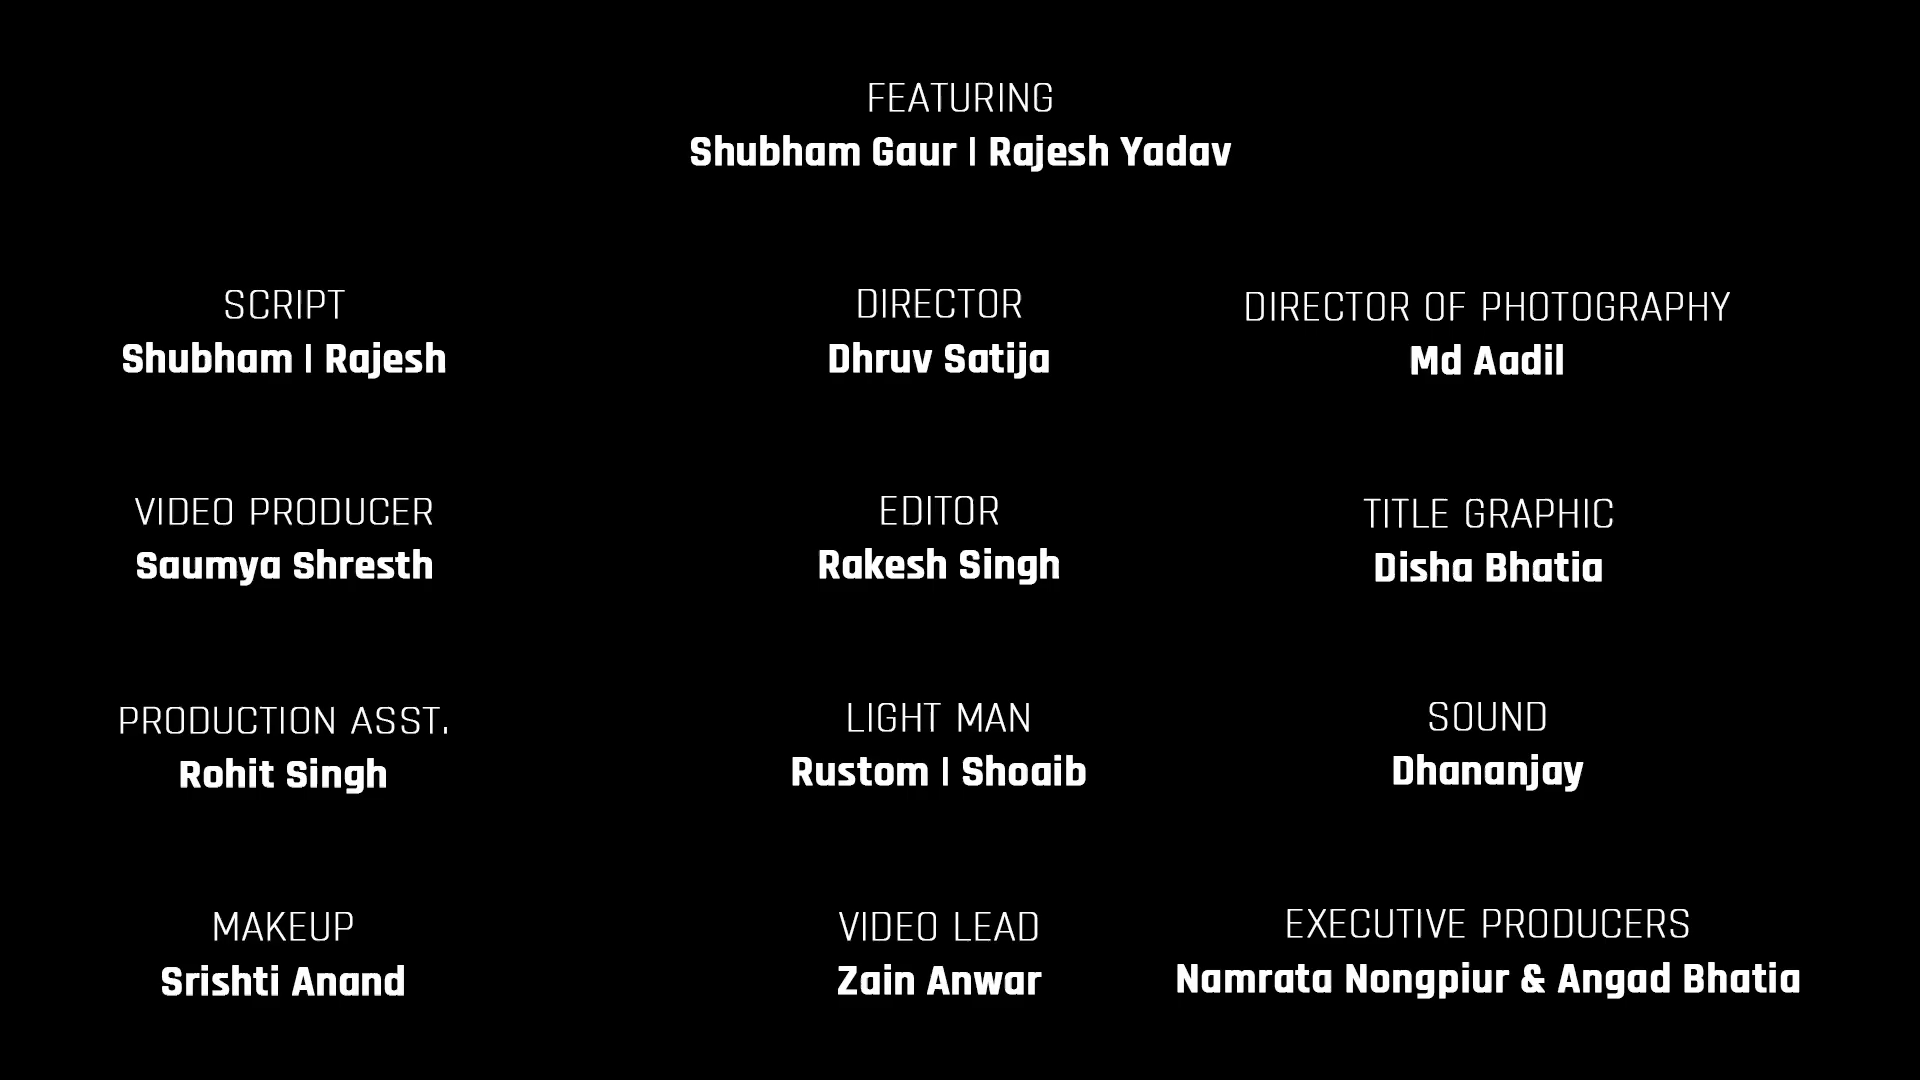 FEATURING
Shubham Gaur | Rajesh Yadav
SCRIPT
Shubham | Rajesh
DIRECTOR
Dhruv Satija
DIRECTOR OF PHOTOGRAPHY
Md Aadil
VIDEO PRODUCER
Saumya Shresth
EDITOR
Rakesh Singh
TITLE GRAPHIC
Disha Bhatia
PRODUCTION ASST.
Rohit Singh
LIGHT MAN
Rustom | Shoaib
SOUND
Dhananjay
MAKEUP
Srishti Anand
VIDEO LEAD
Zain Anwar
EXECUTIVE PRODUCERS
Namrata Nongpiur & Angad Bhatia